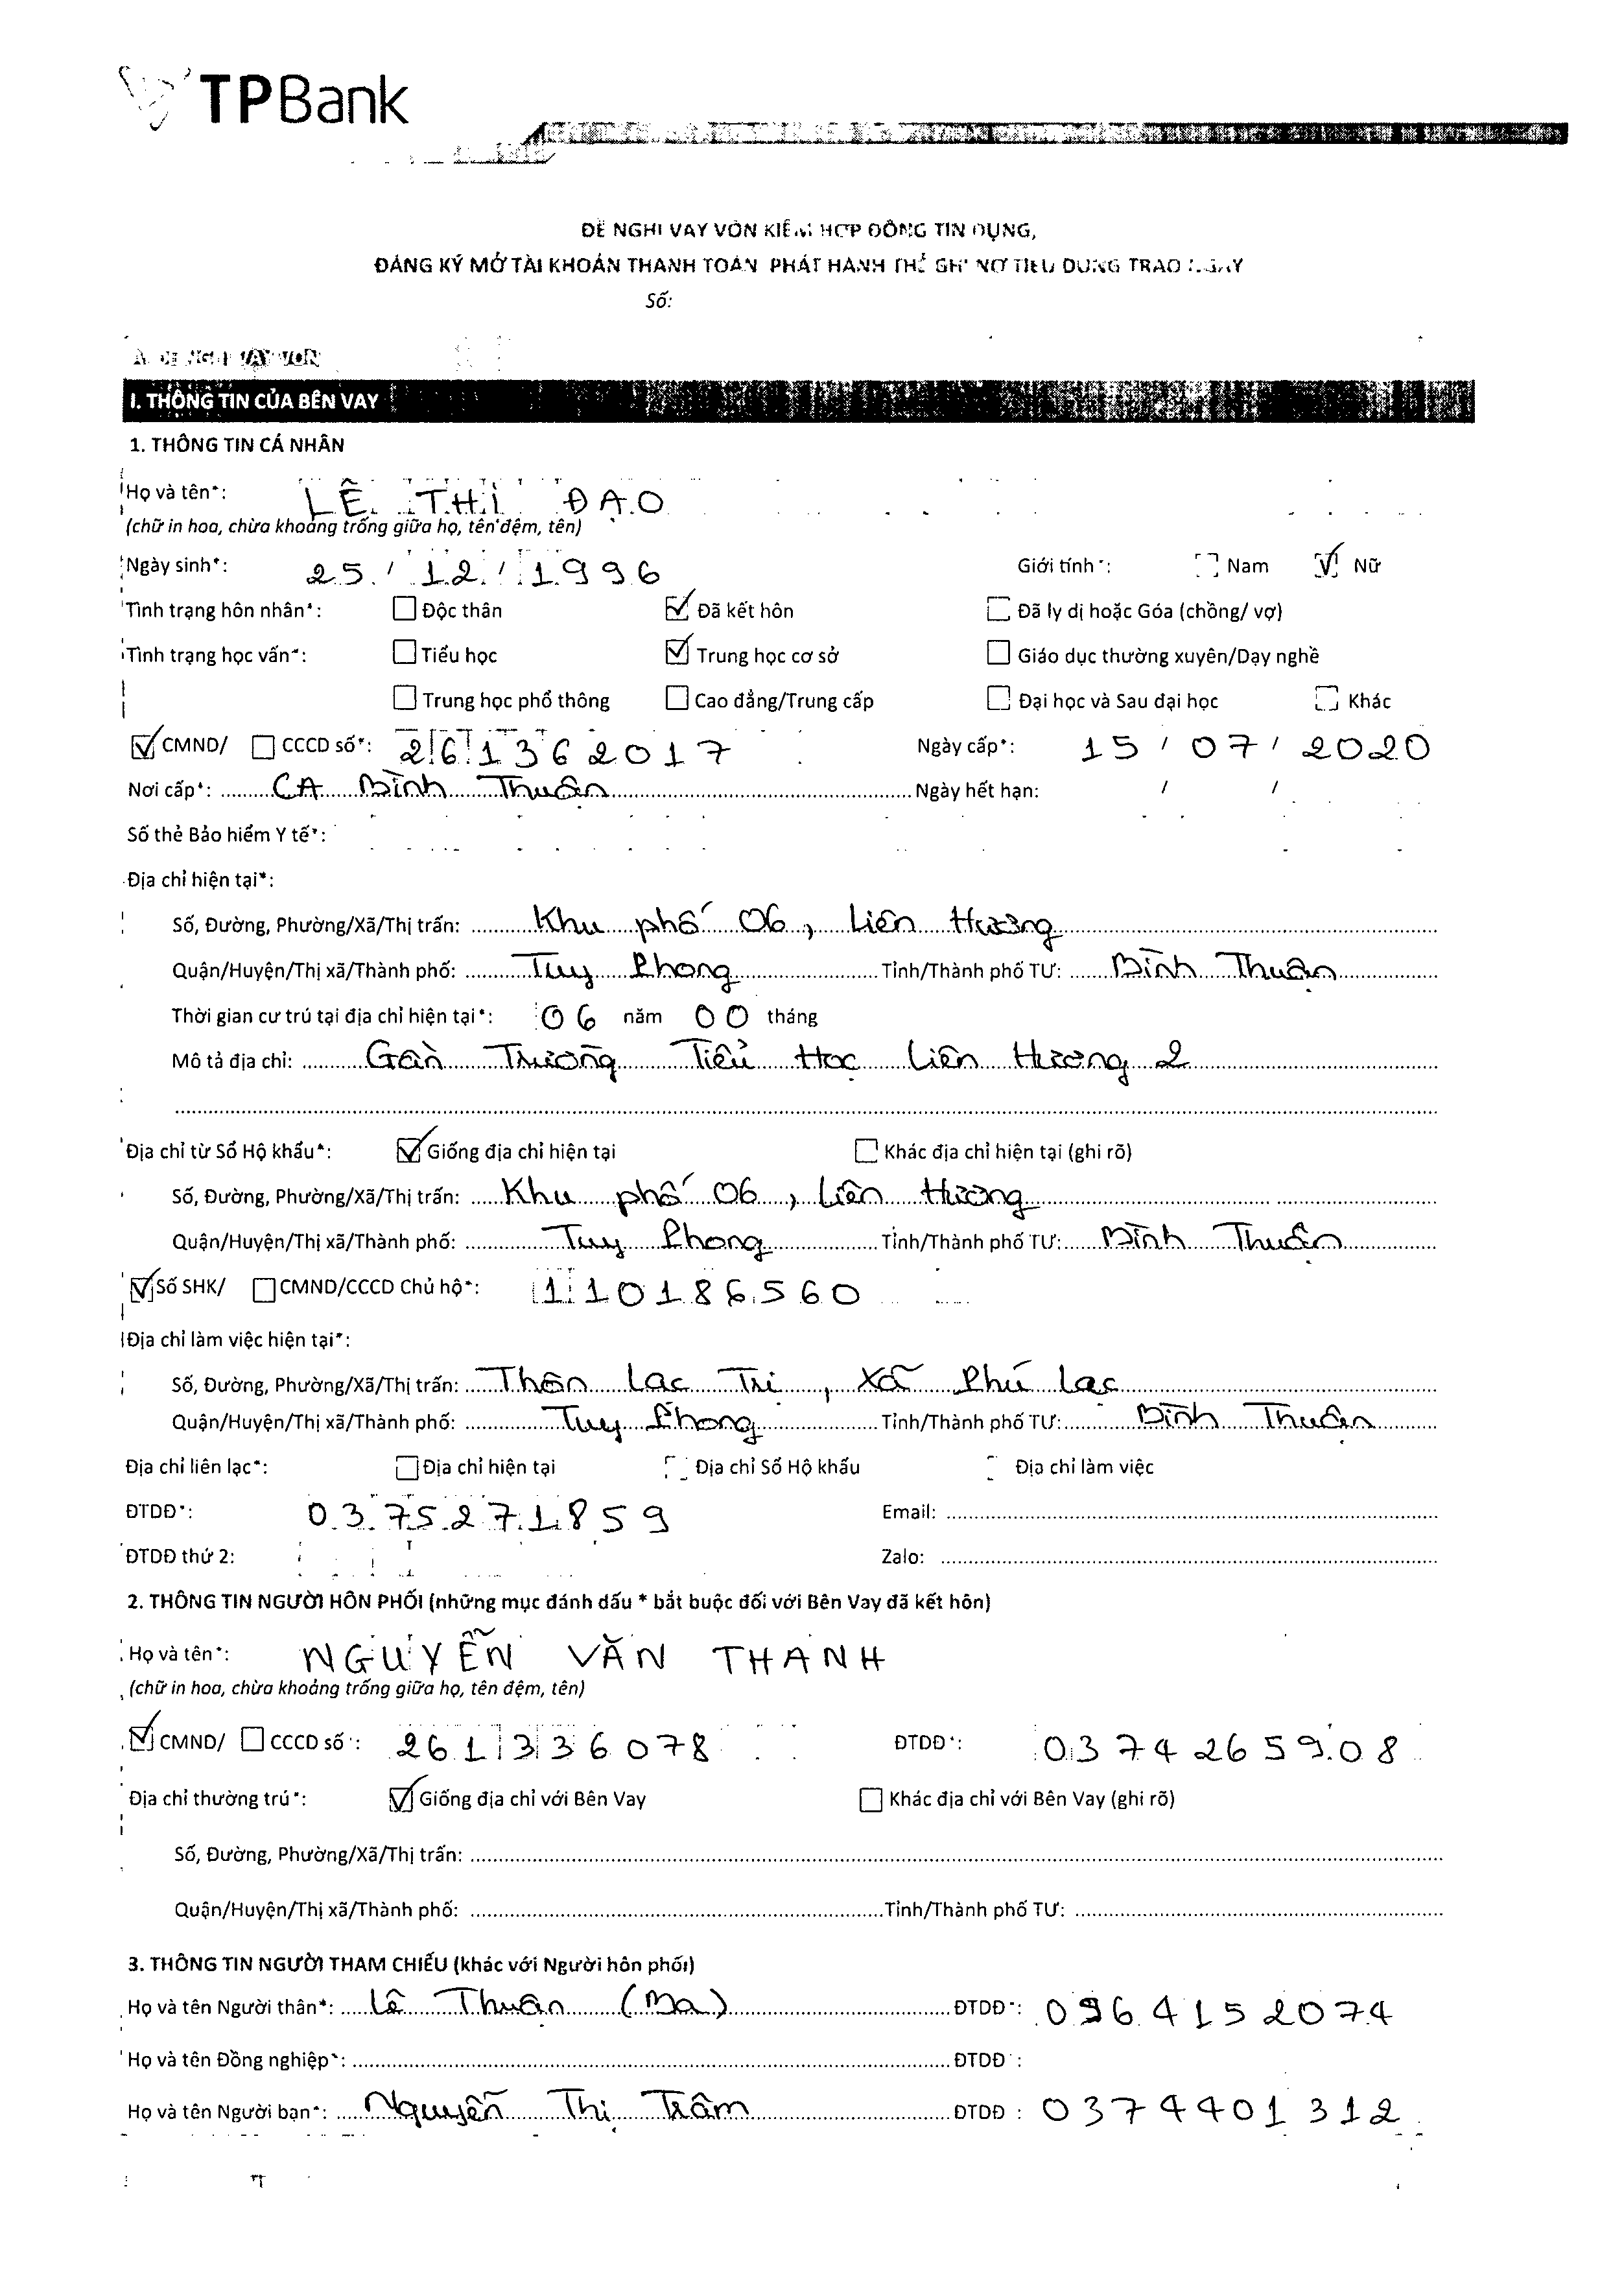 TPBank
ĐỀ NGHỊ VAY VỐN KIÊM HỢP ĐỒNG TÍN DỤNG,
ĐĂNG KÝ MỞ TÀI KHOẢN THANH TOÁN PHÁT HÀNH THẺ GHI NỢ TIÊU DÙNG TRAO NGAY
Số:
VAY VỐN
I. THÔNG TIN CỦA BÊN VAY
1. THÔNG TIN CÁ NHÂN
Họ và tên*: LÊ THỊ ĐẠO
(chữ in hoa, chừa khoảng trống giữa họ, tên đệm, tên)
Ngày sinh*: 25 / 12 / 1996 Giới tính*: Nam Nữ
Tình trạng hôn nhân*: Độc thân Đã kết hôn Đã ly dị hoặc Góa (chồng/ vợ)
Tình trạng học vấn*: Tiểu học Trung học cơ sở Giáo dục thường xuyên/Dạy nghề
Trung học phổ thông Cao đẳng/Trung cấp Đại học và Sau đại học Khác
CMND/ CCCD số*: 261362017 Ngày cấp*: 15 / 07 / 2020
Nơi cấp*: CA Bình Thuận Ngày hết hạn: / /
Số thẻ Bảo hiểm Y tế*:
Địa chỉ hiện tại*:
Số, Đường, Phường/Xã/Thị trấn: Khu phố 06, Liên Hương
Quận/Huyện/Thị xã/Thành phố: Tuy Phong Tỉnh/Thành phố TƯ: Bình Thuận
Thời gian cư trú tại địa chỉ hiện tại*: 06 năm 00 tháng
Mô tả địa chỉ: Gần Trường Tiểu Học Liên Hương 2
Địa chỉ từ Sổ Hộ khẩu*: Giống địa chỉ hiện tại Khác địa chỉ hiện tại (ghi rõ)
Số, Đường, Phường/Xã/Thị trấn: Khu phố 06, Liên Hương
Quận/Huyện/Thị xã/Thành phố: Tuy Phong Tỉnh/Thành phố TƯ: Bình Thuận
Số SHK/ CMND/CCCD Chủ hộ*: 110186560
Địa chỉ làm việc hiện tại*:
Số, Đường, Phường/Xã/Thị trấn: Thôn Lạc Trị, Xã Phú Lạc
Quận/Huyện/Thị xã/Thành phố: Tuy Phong Tỉnh/Thành phố TƯ: Bình Thuận
Địa chỉ liên lạc*: Địa chỉ hiện tại Địa chỉ Sổ Hộ khẩu Địa chỉ làm việc
ĐTDĐ*: 0375271859 Email:
ĐTDĐ thứ 2: Zalo:
2. THÔNG TIN NGƯỜI HÔN PHỐI (những mục đánh dấu * bắt buộc đối với Bên Vay đã kết hôn)
Họ và tên*: NGUYỄN VĂN THANH
(chữ in hoa, chừa khoảng trống giữa họ, tên đệm, tên)
CMND/ CCCD số*: 261336078 ĐTDĐ*: 0374265908
Địa chỉ thường trú*: Giống địa chỉ với Bên Vay Khác địa chỉ với Bên Vay (ghi rõ)
Số, Đường, Phường/Xã/Thị trấn:
Quận/Huyện/Thị xã/Thành phố: Tỉnh/Thành phố TƯ:
3. THÔNG TIN NGƯỜI THAM CHIẾU (khác với Người hôn phối)
Họ và tên Người thân*: Lê Thuận (Ba) ĐTDĐ*: 0964152074
Họ và tên Đồng nghiệp*: ĐTDĐ*:
Họ và tên Người bạn*: Nguyễn Thị Trâm ĐTDĐ: 0374401312